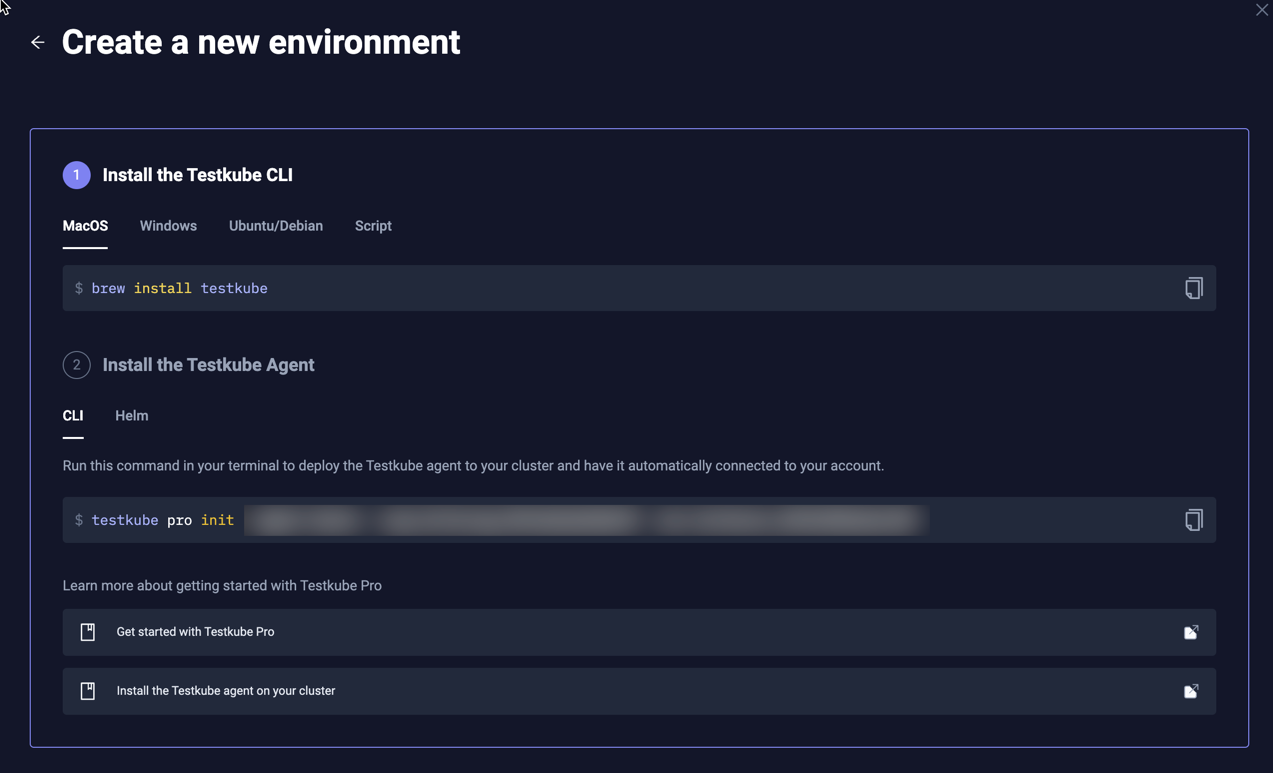 Create a new environment
1 Install the Testkube CLI
MacOS Windows Ubuntu/Debian Script
$ brew install testkube
2 Install the Testkube Agent
CLI Helm
Run this command in your terminal to deploy the Testkube agent to your cluster and have it automatically connected to your account.
$ testkube pro init
Learn more about getting started with Testkube Pro
Get started with Testkube Pro
Install the Testkube agent on your cluster